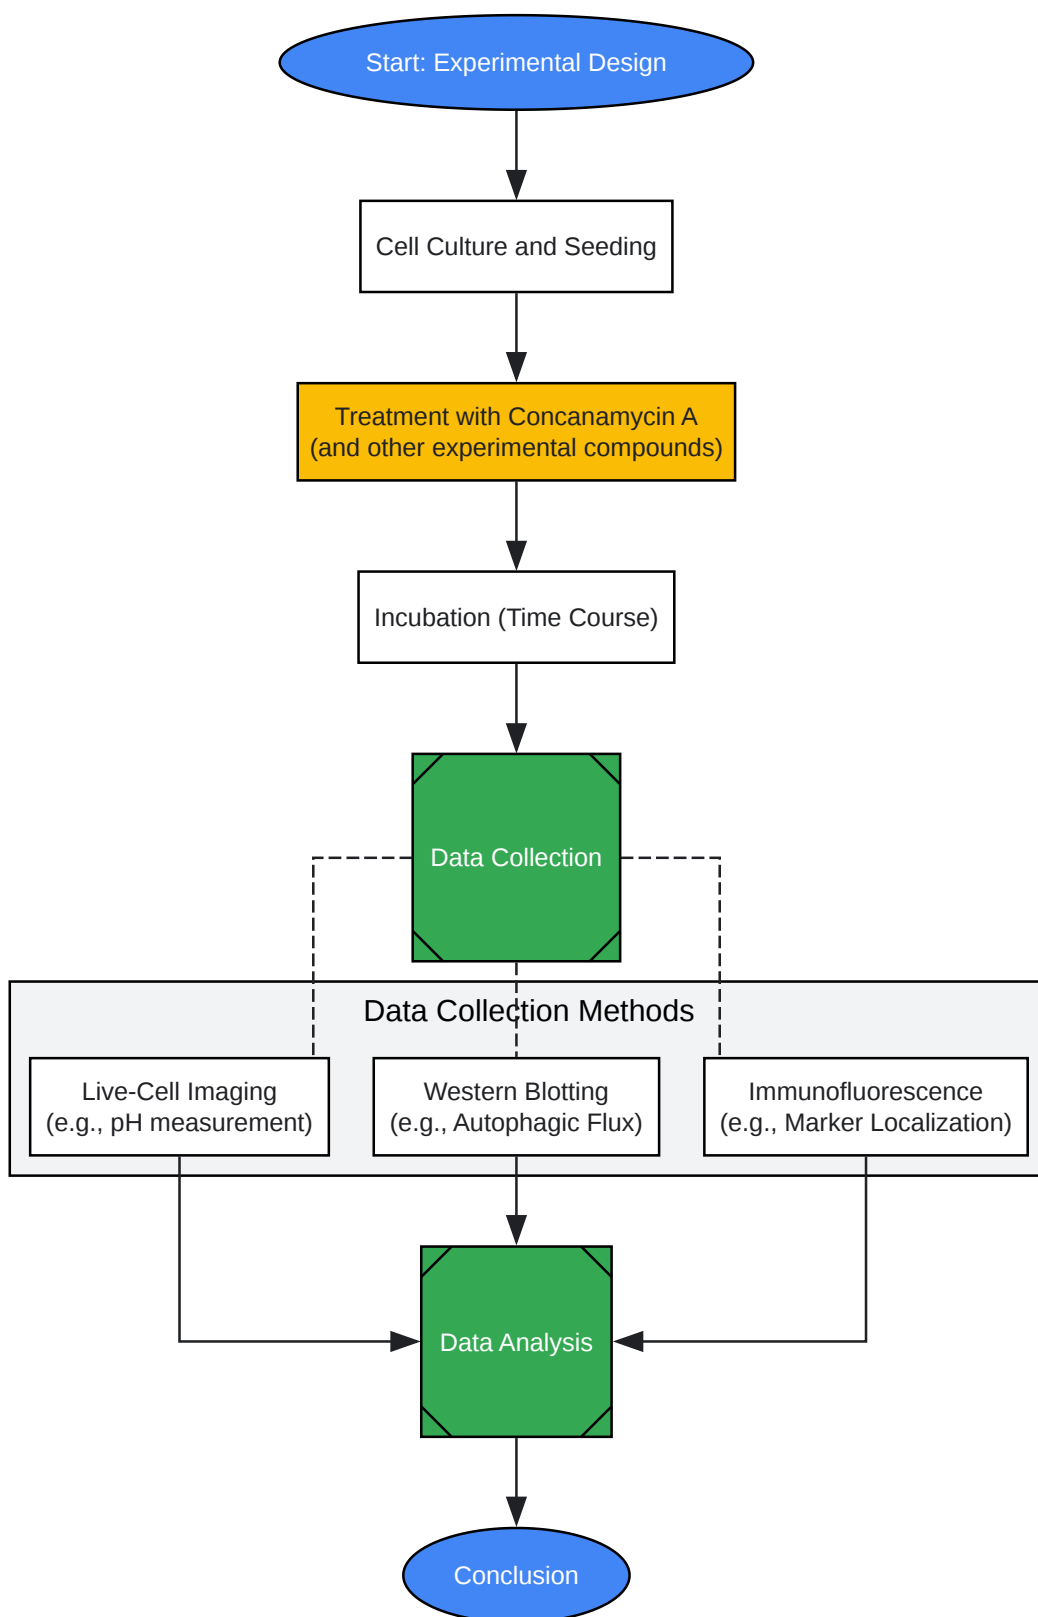 Start: Experimental Design
Cell Culture and Seeding
Treatment with Concanamycin A
(and other experimental compounds)
Incubation (Time Course)
Data Collection
Data Collection Methods
Live-Cell Imaging
(e.g., pH measurement)
Western Blotting
(e.g., Autophagic Flux)
Immunofluorescence
(e.g., Marker Localization)
Data Analysis
Conclusion